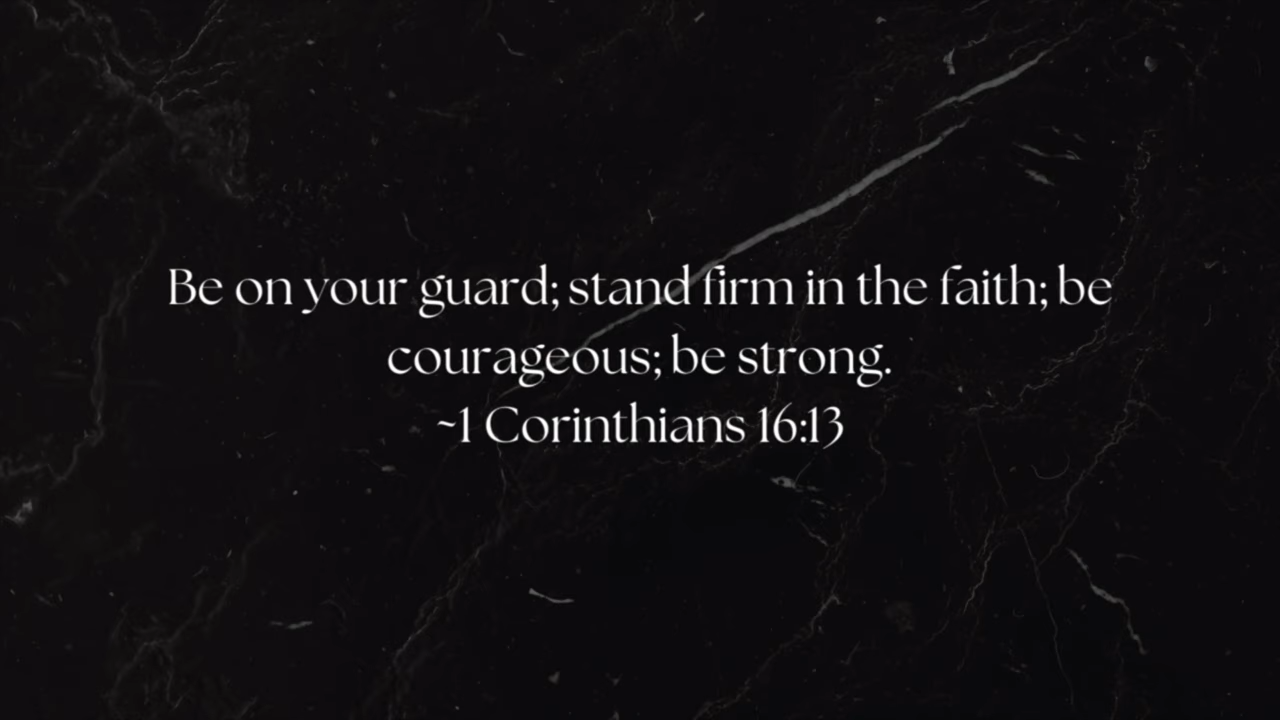 Be on your guard; stand firm in the faith; be
courageous; be strong.
~1 Corinthians 16:13